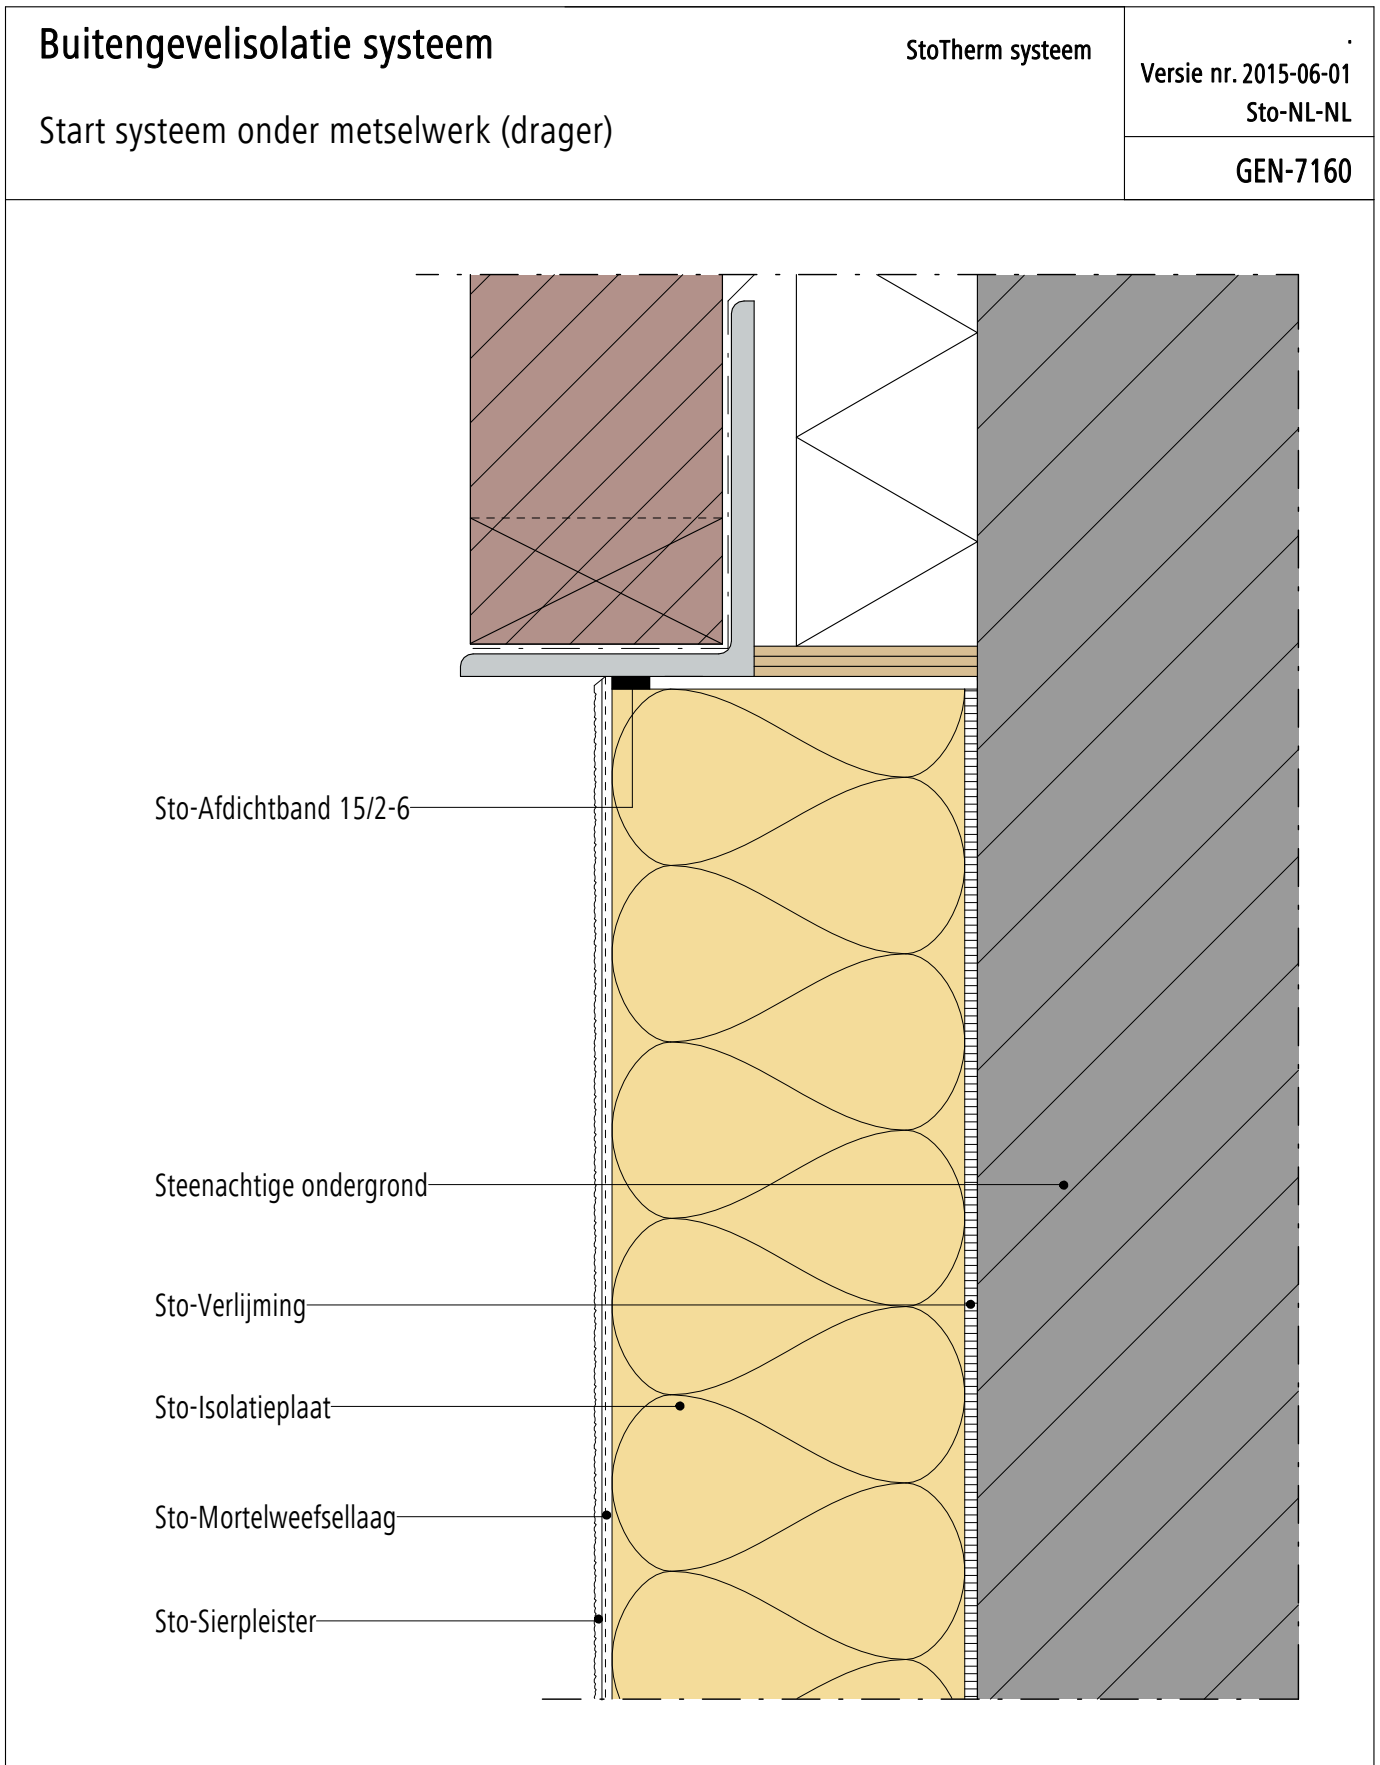 Buitengevelisolatie systeem
StoTherm systeem
.
Versie nr. 2015-06-01
Sto-NL-NL
Start systeem onder metselwerk (drager)
GEN-7160
Sto-Afdichtband 15/2-6
Steenachtige ondergrond
Sto-Verlijming
Sto-Isolatieplaat
Sto-Mortelweefsellaag
Sto-Sierpleister